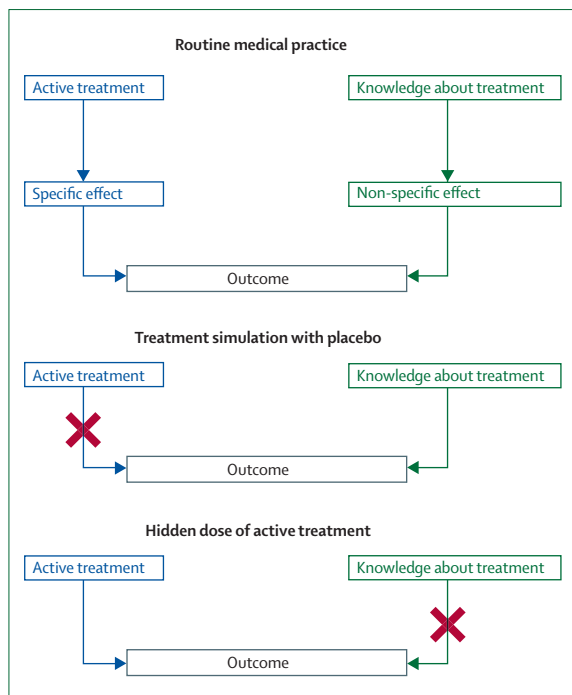 Routine medical practice
Active treatment
Knowledge about treatment
Specific effect
Non-specific effect
Outcome
Treatment simulation with placebo
Active treatment
Knowledge about treatment
Outcome
Hidden dose of active treatment
Active treatment
Knowledge about treatment
Outcome